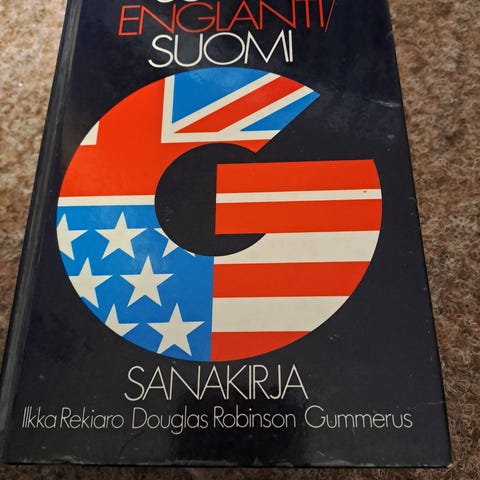 ENGLANTI/
SUOMI
SANAKIRJA
Ilkka Rekiaro Douglas Robinson Gummerus